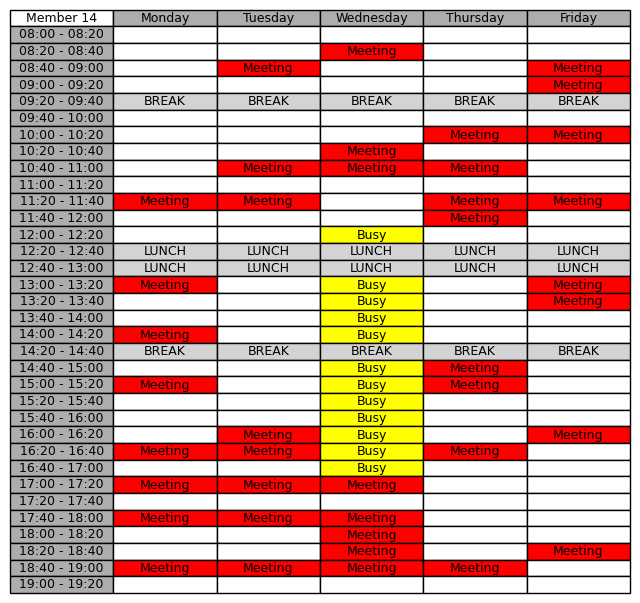 Member 14 Monday Tuesday Wednesday Thursday Friday
08:00 - 08:20
08:20 - 08:40 Meeting
08:40 - 09:00 Meeting Meeting
09:00 - 09:20 Meeting
09:20 - 09:40 BREAK BREAK BREAK BREAK BREAK
09:40 - 10:00
10:00 - 10:20 Meeting Meeting
10:20 - 10:40 Meeting
10:40 - 11:00 Meeting Meeting Meeting
11:00 - 11:20
11:20 - 11:40 Meeting Meeting Meeting Meeting
11:40 - 12:00 Meeting
12:00 - 12:20 Busy
12:20 - 12:40 LUNCH LUNCH LUNCH LUNCH LUNCH
12:40 - 13:00 LUNCH LUNCH LUNCH LUNCH LUNCH
13:00 - 13:20 Meeting Busy Meeting
13:20 - 13:40 Busy Meeting
13:40 - 14:00 Busy
14:00 - 14:20 Meeting Busy
14:20 - 14:40 BREAK BREAK BREAK BREAK BREAK
14:40 - 15:00 Busy Meeting
15:00 - 15:20 Meeting Busy Meeting
15:20 - 15:40 Busy
15:40 - 16:00 Busy
16:00 - 16:20 Meeting Busy Meeting
16:20 - 16:40 Meeting Meeting Busy Meeting
16:40 - 17:00 Busy
17:00 - 17:20 Meeting Meeting Meeting
17:20 - 17:40
17:40 - 18:00 Meeting Meeting Meeting
18:00 - 18:20 Meeting
18:20 - 18:40 Meeting Meeting
18:40 - 19:00 Meeting Meeting Meeting Meeting
19:00 - 19:20